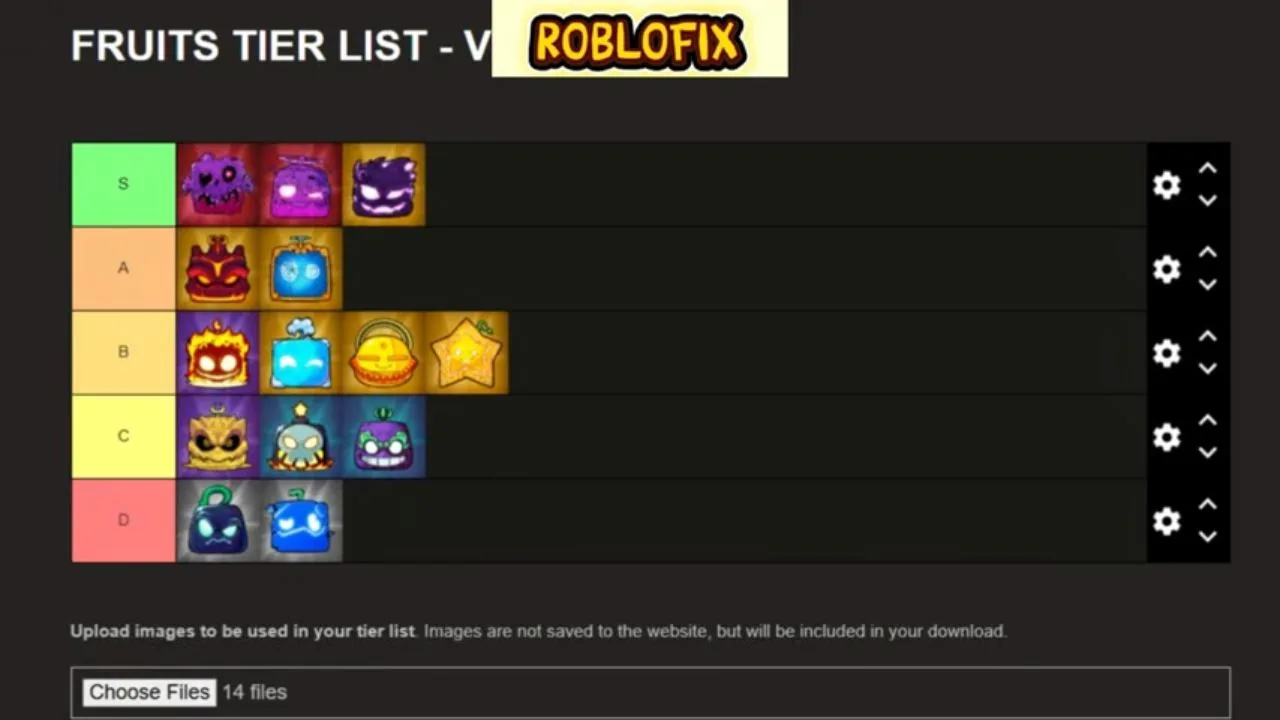 FRUITS TIER LIST - V
ROBLOFIX
S
A
B
C
D
Upload images to be used in your tier list. Images are not saved to the website, but will be included in your download.
Choose Files 14 files